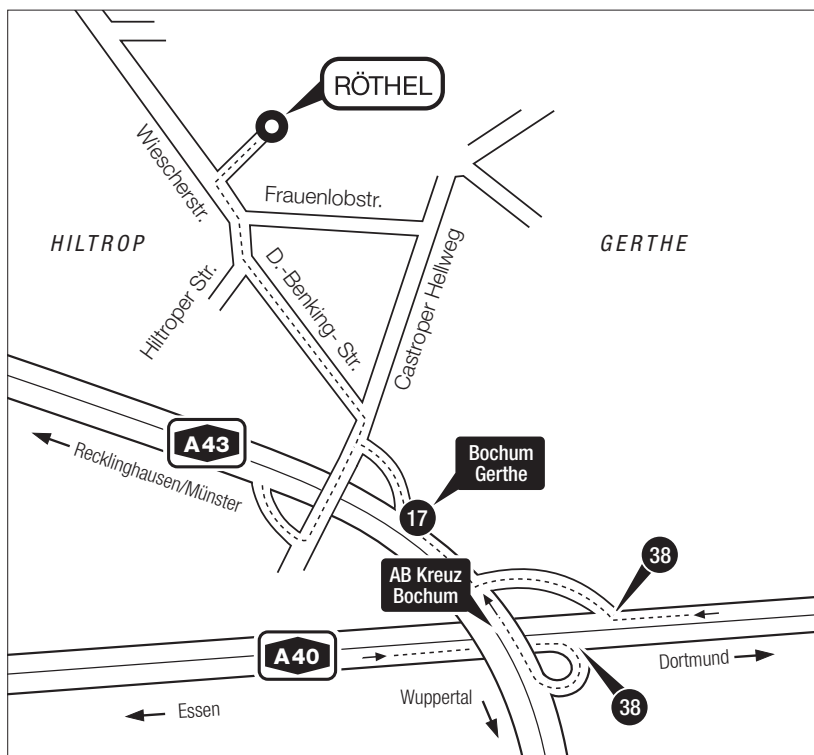 RÖTHEL
Wiescherstr.
Frauenlobstr.
HILTROP
GERTHE
Hiltroper Str.
D.-Benking- Str.
Castroper Hellweg
A43
Recklinghausen/Münster
Bochum
Gerthe
17
38
AB Kreuz
Bochum
A40
Dortmund
Essen
Wuppertal
38